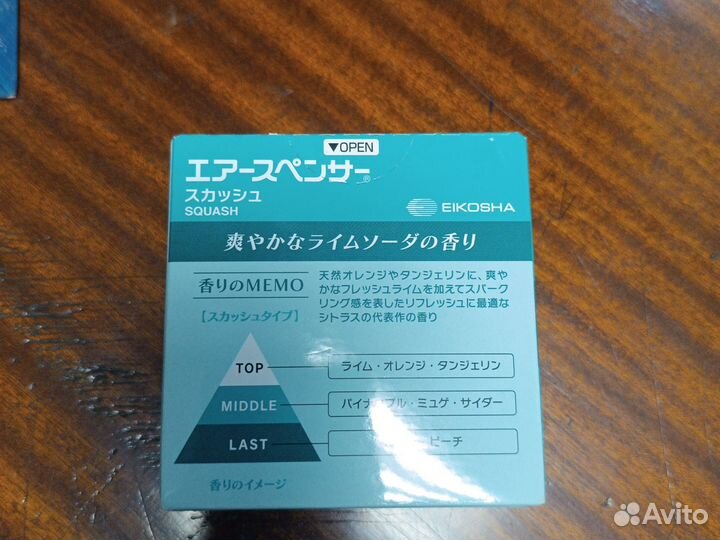 ▼OPEN
エアースペンサー®
スカッシュ
SQUASH
EIKOSHA
爽やかなライムソーダの香り
香りのMEMO
【スカッシュタイプ】
天然オレンジやタンジェリンに、爽や
かなフレッシュライムを加えてスパーク
リング感を表したリフレッシュに最適な
シトラスの代表作の香り
TOP
ライム・オレンジ・タンジェリン
MIDDLE
パイナップル・ミュゲ・サイダー
LAST
ピーチ
香りのイメージ
Avito